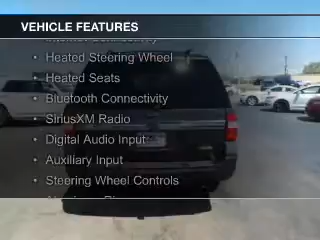 VEHICLE FEATURES
• Heated Steering Wheel
• Heated Seats
• Bluetooth Connectivity
• SiriusXM Radio
• Digital Audio Input
• Auxiliary Input
• Steering Wheel Controls